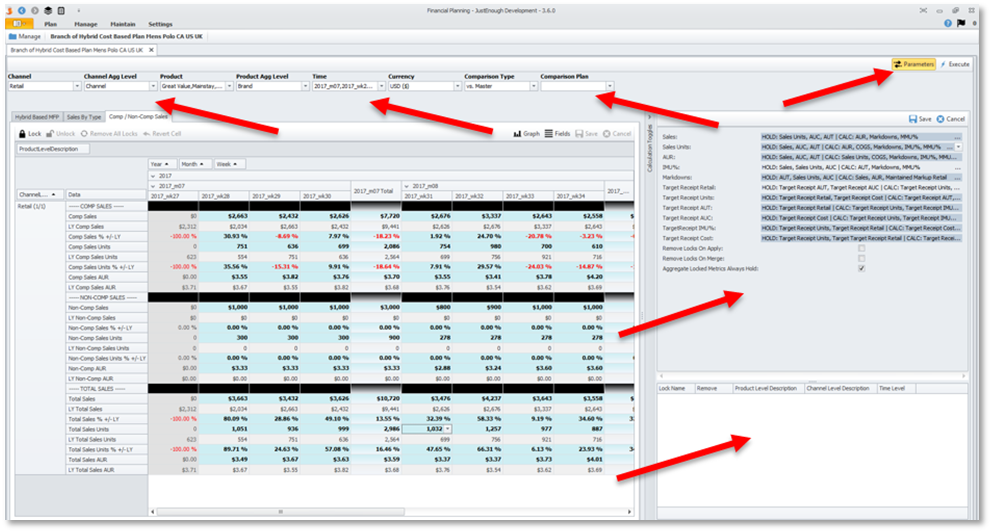 Financial Planning - JustEnough Development - 3.6.0
Plan Manage Maintain Settings
Manage Branch of Hybrid Cost Based Plan Mens Polo CA US UK
Branch of Hybrid Cost Based Plan Mens Polo CA US UK
Parameters Execute
Channel Channel Agg Level Product Product Agg Level Time Currency Comparison Type Comparison Plan
Retail Channel Great Value,Mainstay,... Brand 2017_m07,2017_wk2... USD ($) vs. Master
Hybrid Based MFP Sales By Type Comp / Non-Comp Sales
Lock Unlock Remove All Locks Revert Cell Graph Fields Save Cancel
ProductLevelDescription
Year Month Week
2017
2017_m07 2017_m07 Total 2017_m08 2017_...
Channel,... Data 2017_wk27 2017_wk28 2017_wk29 2017_wk30 2017_wk31 2017_wk32 2017_wk33 2017_wk34
Retail (1/1) ---- COMP SALES ----
Comp Sales $0 $2,663 $2,432 $2,626 $7,720 $2,676 $3,337 $2,643 $2,558
LY Comp Sales $2,312 $2,034 $2,663 $2,432 $9,441 $2,626 $2,676 $3,337 $2,643
Comp Sales % +/-LY -100.00 % 30.93 % -8.69 % 7.97 % -18.23 % 1.92 % 24.70 % -20.78 % -3.23 %
Comp Sales Units 0 751 636 699 2,086 754 980 700 610
LY Comp Sales Units 623 554 751 636 2,564 699 756 921 716
Comp Sales Units % +/-LY -100.00 % 35.56 % -15.31 % 9.91 % -18.64 % 7.91 % 29.57 % -24.03 % -14.87 %
Comp Sales AUR $0.00 $3.55 $3.82 $3.76 $3.70 $3.55 $3.41 $3.78 $4.20
LY Comp Sales AUR $3.71 $3.67 $3.55 $3.82 $3.68 $3.76 $3.54 $3.62 $3.69
---- NON-COMP SALES ----
Non-Comp Sales $0 $1,000 $1,000 $1,000 $3,000 $800 $900 $1,000 $1,000
LY Non-Comp Sales $0 $0 $0 $0 $0 $0 $0 $0 $0
Non-Comp Sales % +/-LY 0.00 % 0.00 % 0.00 % 0.00 % 0.00 % 0.00 % 0.00 % 0.00 % 0.00 %
Non-Comp Sales Units 0 300 300 300 900 278 278 278 278
LY Non-Comp Sales Units 0 0 0 0 0 0 0 0 0
Non-Comp Sales Units % +/-LY 0.00 % 0.00 % 0.00 % 0.00 % 0.00 % 0.00 % 0.00 % 0.00 % 0.00 %
Non-Comp AUR $0.00 $3.33 $3.33 $3.33 $3.33 $2.88 $3.24 $3.60 $3.60
LY Non-Comp AUR $0.00 $0.00 $0.00 $0.00 $0.00 $0.00 $0.00 $0.00 $0.00
---- TOTAL SALES ----
Total Sales $0 $3,663 $3,432 $3,626 $10,720 $3,476 $4,237 $3,643 $3,558
LY Total Sales $2,312 $2,034 $2,663 $2,432 $9,441 $2,626 $2,676 $3,337 $2,643
Total Sales % +/-LY -100.00 % 80.09 % 28.86 % 49.10 % 13.55 % 32.39 % 58.33 % 9.19 % 34.60 %
Total Sales Units 0 1,051 936 999 2,986 1,032 1,257 977 887
LY Total Sales Units 623 554 751 636 2,564 699 756 921 716
Total Sales Units % +/-LY -100.00 % 89.71 % 24.63 % 57.08 % 16.46 % 47.65 % 66.31 % 6.13 % 23.93 %
Total Sales AUR $0.00 $3.49 $3.67 $3.63 $3.59 $3.37 $3.37 $3.73 $4.01
LY Total Sales AUR $3.71 $3.67 $3.55 $3.82 $3.68 $3.76 $3.54 $3.62 $3.69
Calculation Toggles
Save Cancel
Sales: HOLD: Sales Units, AUC, AUT | CALC: AUR, Markdowns, MMU% ...
Sales Units: HOLD: Sales, AUC, AUT | CALC: AUR, COGS, Markdowns, IMU%, MMU%
AUR: HOLD: Sales, AUC, AUT | CALC: Sales Units, COGS, IMU%, Markdowns, MM...
IMU%: HOLD: Sales, AUR, AUT | CALC: AUC, Markdowns, MMU% ...
Markdowns: HOLD: AUT, Sales Units, AUC | CALC: Sales, AUR, Maintained Markup Retail ...
Target Receipt Retail: HOLD: Target Receipt AUT, Target Receipt AUC | CALC: Target Receipt Units, ...
Target Receipt Units: HOLD: Target Receipt Retail, Target Receipt Cost | CALC: Target Receipt AUT,...
Target Receipt AUT: HOLD: Target Receipt Retail | CALC: Target Receipt Units, Target Receipt IMU...
Target Receipt AUC: HOLD: Target Receipt Cost | CALC: Target Receipt Units, Target Receipt IMU...
TargetReceipt IMU%: HOLD: Target Receipt Units, Target Receipt Retail | CALC: Target Receipt Cost...
Target Receipt Cost: HOLD: Target Receipt Units, Target Target Receipt Retail | CALC: Target Recei...
Remove Locks On Apply:
Remove Locks On Merge:
Aggregate Locked Metrics Always Hold:
Lock Name Remove Product Level Description Channel Level Description Time Level